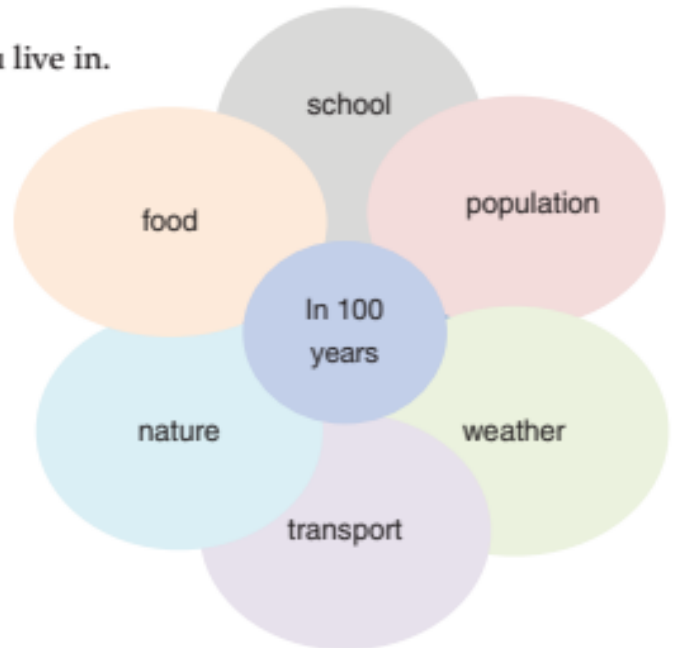 live in.
school
population
food
In 100
years
nature
weather
transport